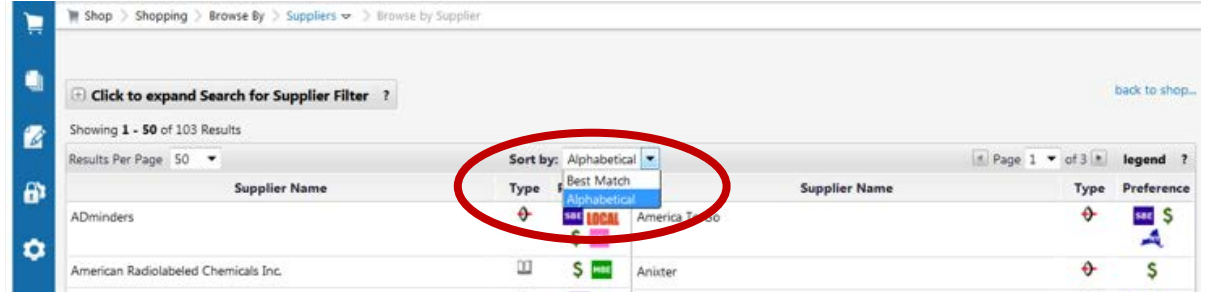 Shop > Shopping > Browse By > Suppliers > Browse by Supplier
Click to expand Search for Supplier Filter ?
back to shop...
Showing 1 - 50 of 103 Results
Results Per Page 50 Sort by: Alphabetical Page 1 of 3 legend ?
Best Match
Alphabetical
Supplier Name Type Supplier Name Type Preference
ADminders SBE LOCAL $ America To Go SBE $
American Radiolabeled Chemicals Inc. $ MBE Anixter $